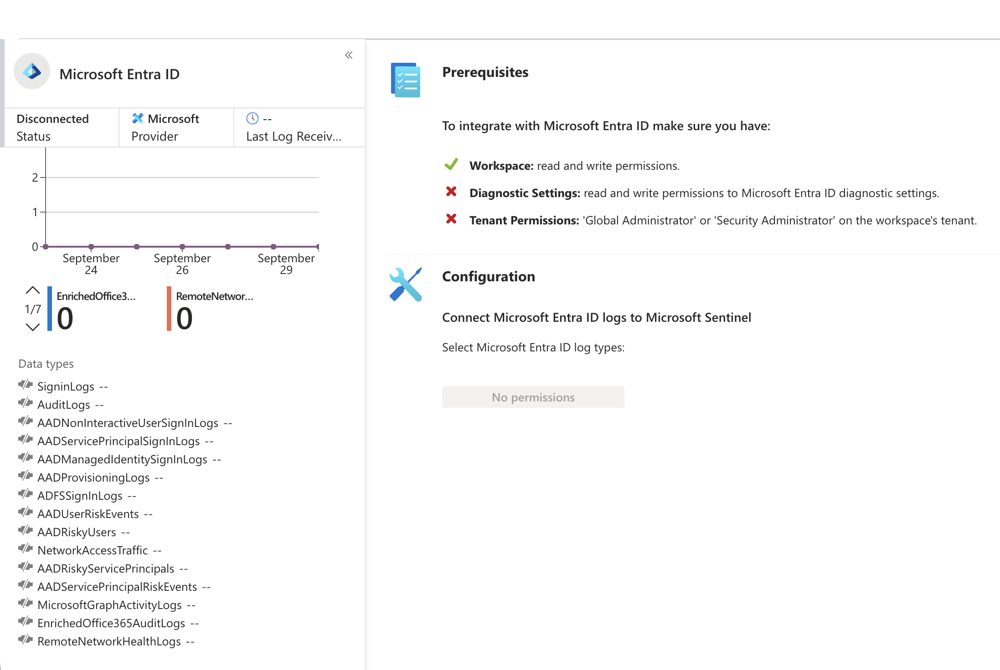 Microsoft Entra ID
Disconnected
Status
Microsoft
Provider
--
Last Log Receiv...
2
1
0
September 24
September 26
September 29
1/7
EnrichedOffice3...
0
RemoteNetwor...
0
Data types
SigninLogs --
AuditLogs --
AADNonInteractiveUserSignInLogs --
AADServicePrincipalSignInLogs --
AADManagedIdentitySignInLogs --
AADProvisioningLogs --
ADFSSignInLogs --
AADUserRiskEvents --
AADRiskyUsers --
NetworkAccessTraffic --
AADRiskyServicePrincipals --
AADServicePrincipalRiskEvents --
MicrosoftGraphActivityLogs --
EnrichedOffice365AuditLogs --
RemoteNetworkHealthLogs --
Prerequisites
To integrate with Microsoft Entra ID make sure you have:
Workspace: read and write permissions.
Diagnostic Settings: read and write permissions to Microsoft Entra ID diagnostic settings.
Tenant Permissions: 'Global Administrator' or 'Security Administrator' on the workspace's tenant.
Configuration
Connect Microsoft Entra ID logs to Microsoft Sentinel
Select Microsoft Entra ID log types:
No permissions